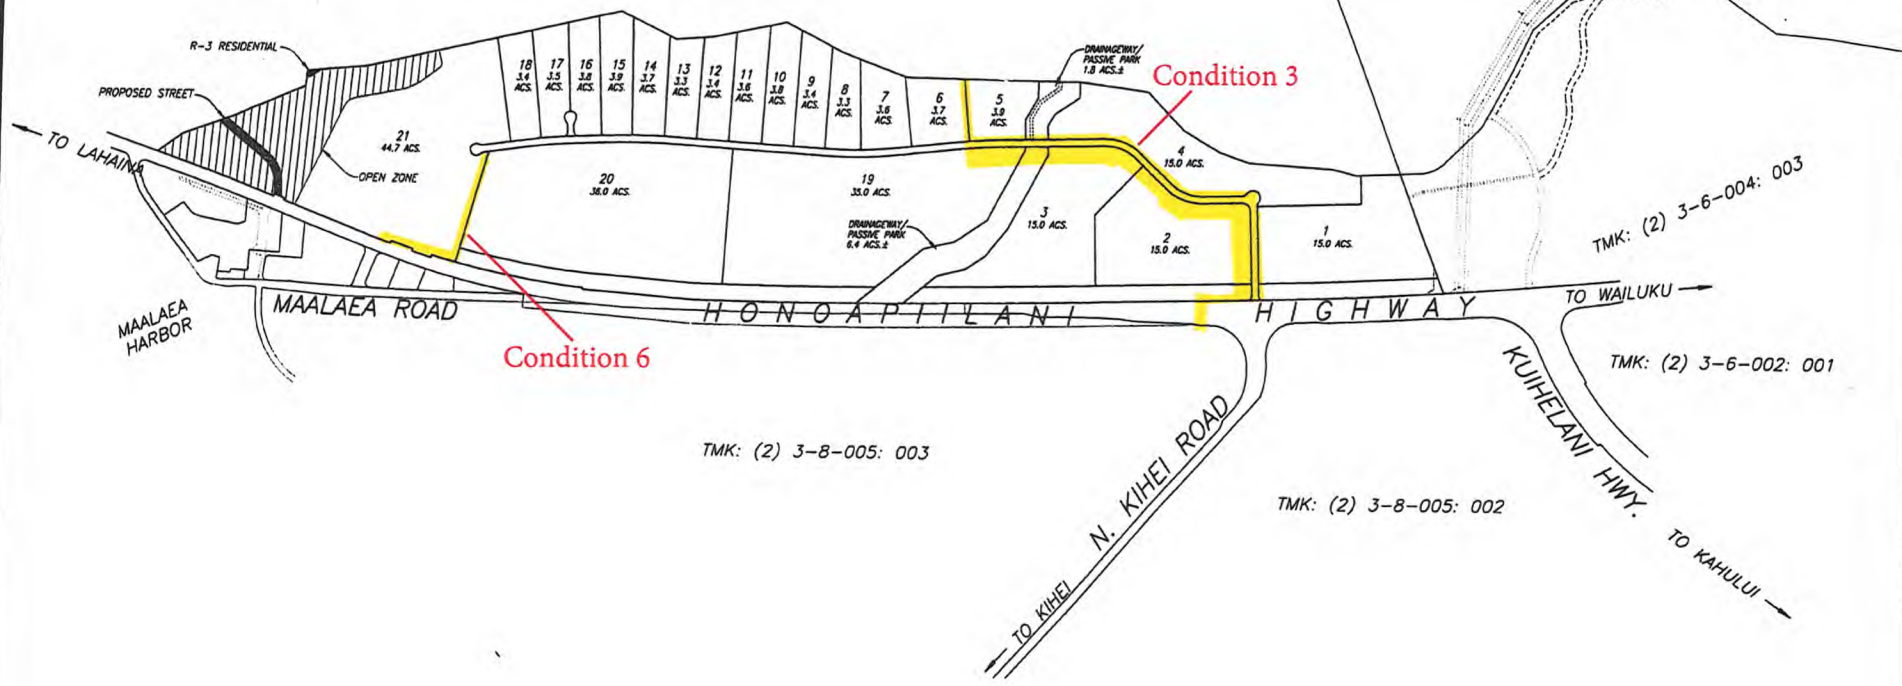 R-3 RESIDENTIAL
PROPOSED STREET
TO LAHAINA
21
44.7 ACS.
OPEN ZONE
18
3.4
ACS.
17
3.5
ACS.
16
3.8
ACS.
15
3.9
ACS.
14
3.7
ACS.
13
3.3
ACS.
12
3.4
ACS.
11
3.6
ACS.
10
3.8
ACS.
9
3.4
ACS.
8
3.3
ACS.
7
3.6
ACS.
6
3.7
ACS.
5
3.9
ACS.
DRAINAGEWAY/
PASSIVE PARK
1.8 ACS.±
Condition 3
4
15.0 ACS.
20
36.0 ACS.
19
35.0 ACS.
DRAINAGEWAY/
PASSIVE PARK
6.4 ACS.±
3
15.0 ACS.
2
15.0 ACS.
1
15.0 ACS.
TMK: (2) 3-6-004: 003
TO WAILUKU
MAALAEA
HARBOR
MAALAEA ROAD
HONOAPIILANI HIGHWAY
Condition 6
TMK: (2) 3-6-002: 001
KUIHELANI HWY.
TO KAHULUI
N. KIHEI ROAD
TO KIHEI
TMK: (2) 3-8-005: 003
TMK: (2) 3-8-005: 002